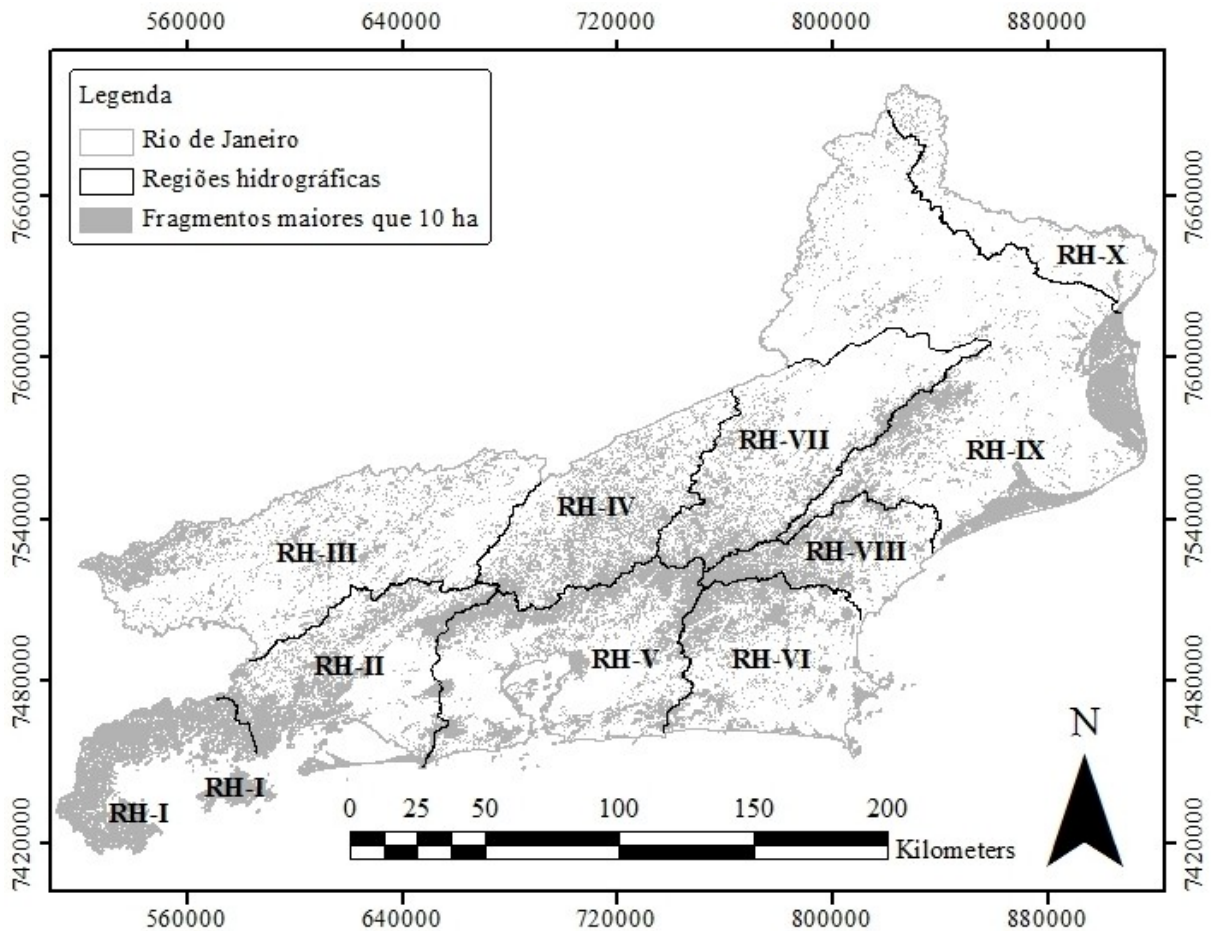 560000 640000 720000 800000 880000
Legenda
Rio de Janeiro
Regiões hidrográficas
Fragmentos maiores que 10 ha
7660000
7660000
RH-X
7600000
7600000
RH-VII
RH-IX
RH-IV
7540000
7540000
RH-III
RH-VIII
RH-II
RH-V
RH-VI
7480000
7480000
N
RH-I
RH-I
0 25 50 100 150 200
Kilometers
7420000
7420000
560000 640000 720000 800000 880000